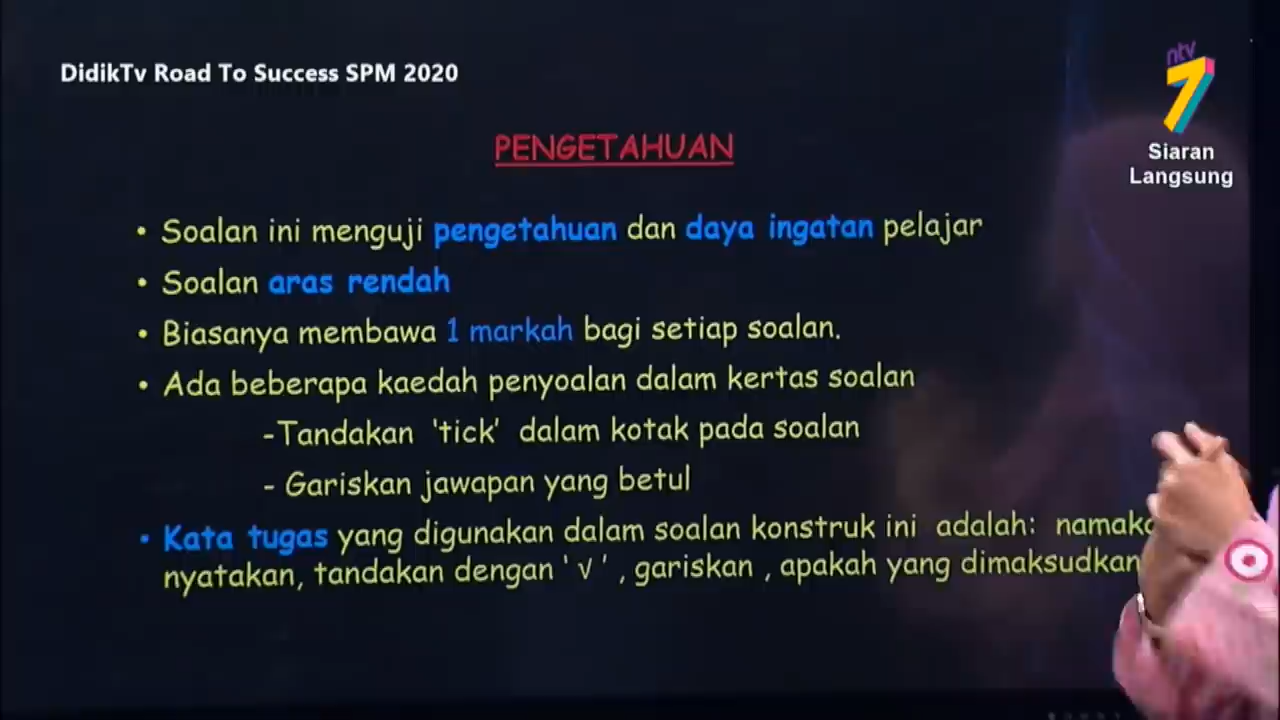 DidikTv Road To Success SPM 2020
ntv
7
Siaran
Langsung
PENGETAHUAN
• Soalan ini menguji pengetahuan dan daya ingatan pelajar
• Soalan aras rendah
• Biasanya membawa 1 markah bagi setiap soalan.
• Ada beberapa kaedah penyoalan dalam kertas soalan
-Tandakan 'tick' dalam kotak pada soalan
- Gariskan jawapan yang betul
• Kata tugas yang digunakan dalam soalan konstruk ini adalah:
nyatakan, tandakan dengan ' √ ' , gariskan , apakah yang dimaksudkan